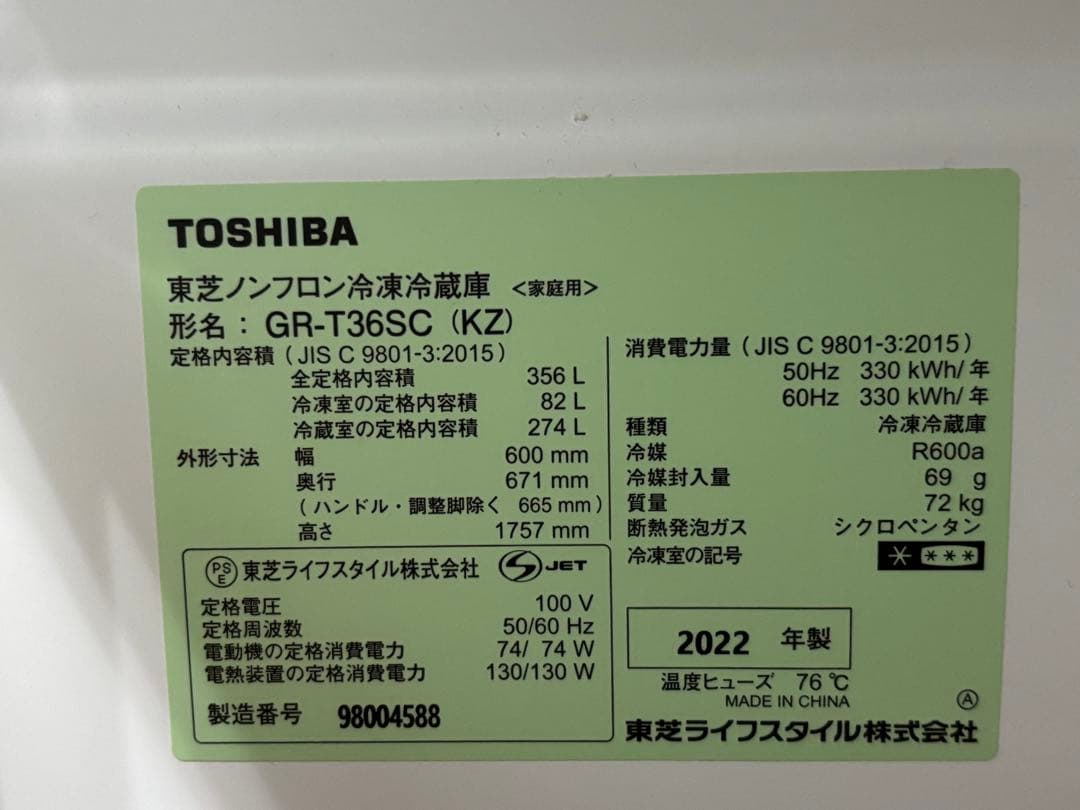 TOSHIBA
東芝ノンフロン冷凍冷蔵庫 <家庭用>
形名： GR-T36SC (KZ)
定格内容積 (JIS C 9801-3:2015)
全定格内容積 356 L
冷凍室の定格内容積 82 L
冷蔵室の定格内容積 274 L
外形寸法 幅 600 mm
奥行 671 mm
(ハンドル・調整脚除く 665 mm)
高さ 1757 mm
PS E 東芝ライフスタイル株式会社 S JET
定格電圧 100 V
定格周波数 50/60 Hz
電動機の定格消費電力 74/ 74 W
電熱装置の定格消費電力 130/130 W
製造番号 98004588
消費電力量 (JIS C 9801-3:2015)
50Hz 330 kWh/年
60Hz 330 kWh/年
種類 冷凍冷蔵庫
冷媒 R600a
冷媒封入量 69 g
質量 72 kg
断熱発泡ガス シクロペンタン
冷凍室の記号 * ***
2022 年製
温度ヒューズ 76 ℃
MADE IN CHINA Ⓐ
東芝ライフスタイル株式会社